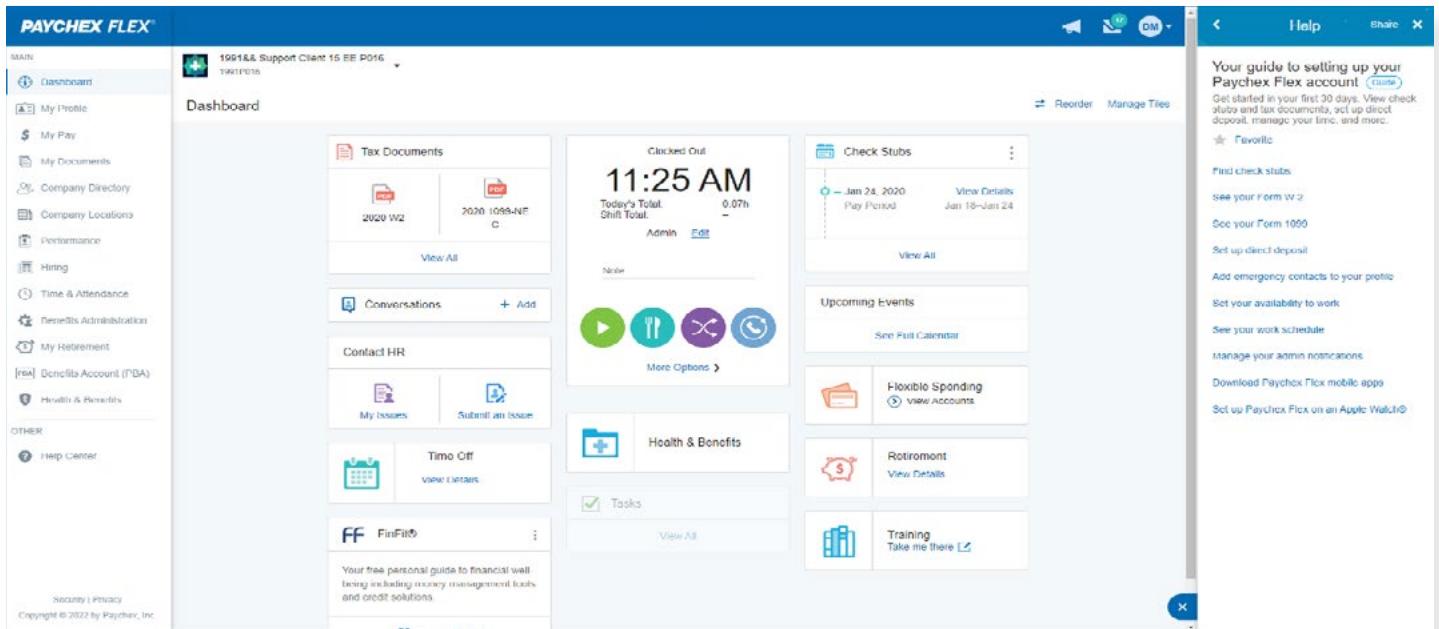 PAYCHEX FLEX®
DM
MAIN
Dashboard
My Profile
My Pay
My Documents
Company Directory
Company Locations
Performance
Hiring
Time & Attendance
Benefits Administration
My Retirement
Benefits Account (PBA)
Health & Benefits
OTHER
Help Center
Security | Privacy
Copyright © 2022 by Paychex, Inc.
1991&& Support Client 15 EE P016
1991P016
Dashboard
Reorder Manage Tiles
Tax Documents
PDF
2020 W2
PDF
2020 1099-NE
C
View All
Conversations + Add
Contact HR
My Issues
Submit an Issue
Time Off
View Details
FF FinFit®
Your free personal guide to financial well-
being including money management tools
and credit solutions.
Clocked Out
11:25 AM
Today's Total: 0.07h
Shift Total: –
Admin Edit
Note
More Options
Health & Benefits
Tasks
View All
Check Stubs
Jan 24, 2020 View Details
Pay Period Jan 18–Jan 24
View All
Upcoming Events
See Full Calendar
Flexible Spending
View Accounts
Retirement
View Details
Training
Take me there
Help Share
Your guide to setting up your
Paychex Flex account Guide
Get started in your first 30 days. View check
stubs and tax documents, set up direct
deposit, manage your time, and more.
Favorite
Find check stubs
See your Form W-2
See your Form 1099
Set up direct deposit
Add emergency contacts to your profile
Set your availability to work
See your work schedule
Manage your admin notifications
Download Paychex Flex mobile apps
Set up Paychex Flex on an Apple Watch®